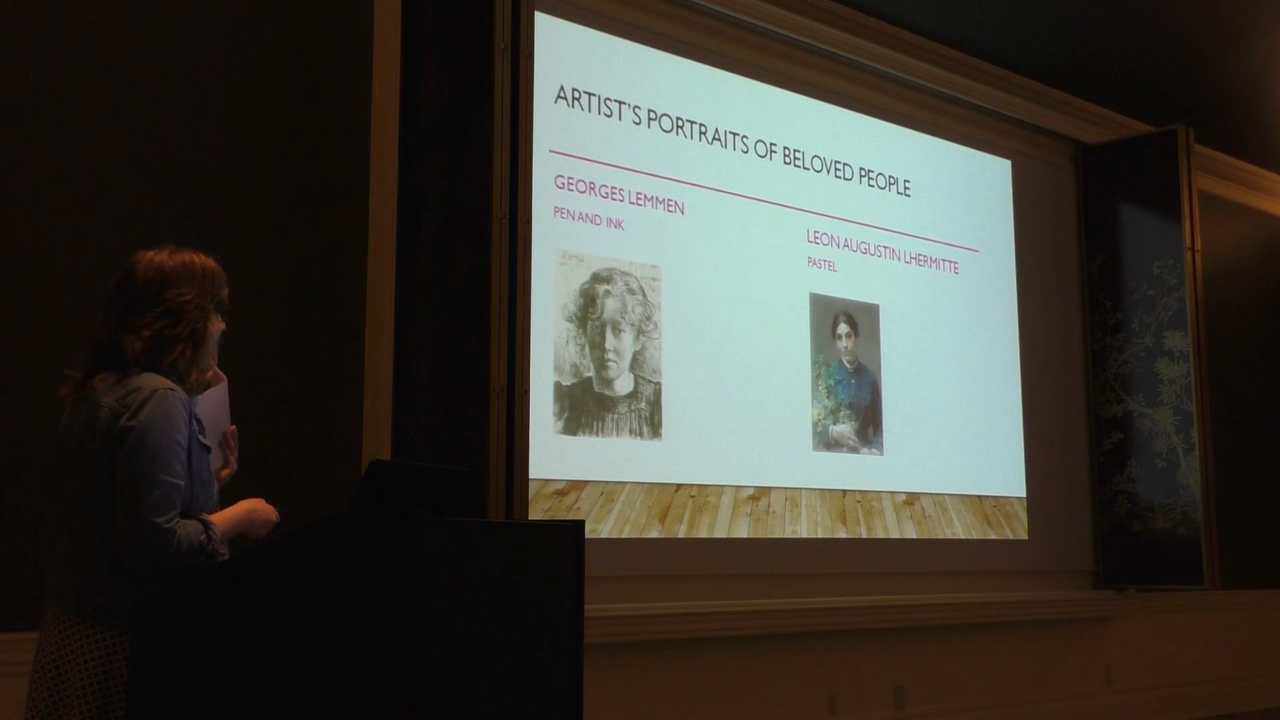 ARTIST'S PORTRAITS OF BELOVED PEOPLE
GEORGES LEMMEN
PEN AND INK
LEON AUGUSTIN LHERMITTE
PASTEL